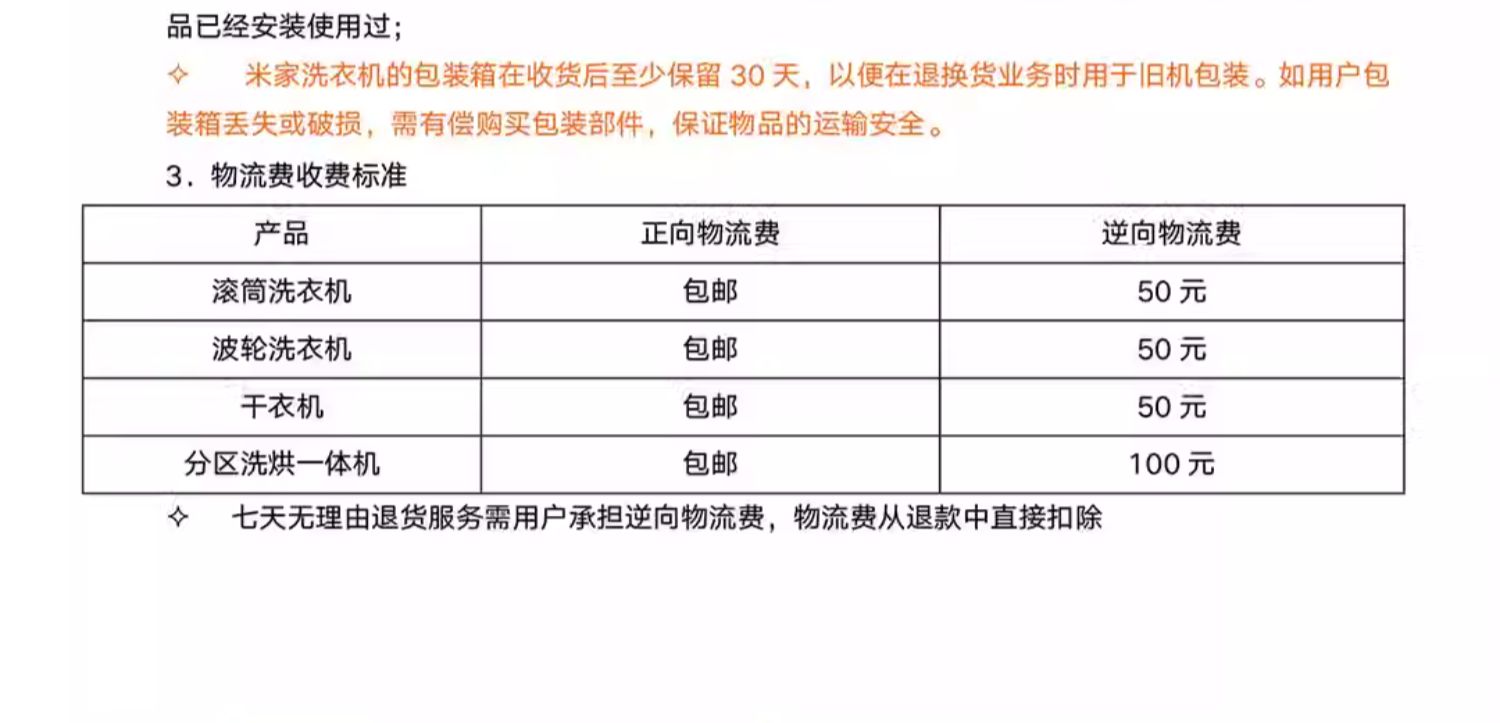 品已经安装使用过；
✧ 米家洗衣机的包装箱在收货后至少保留 30 天，以便在退换货业务时用于旧机包装。如用户包
装箱丢失或破损，需有偿购买包装部件，保证物品的运输安全。
3．物流费收费标准
产品 正向物流费 逆向物流费
滚筒洗衣机 包邮 50 元
波轮洗衣机 包邮 50 元
干衣机 包邮 50 元
分区洗烘一体机 包邮 100 元
✧ 七天无理由退货服务需用户承担逆向物流费，物流费从退款中直接扣除